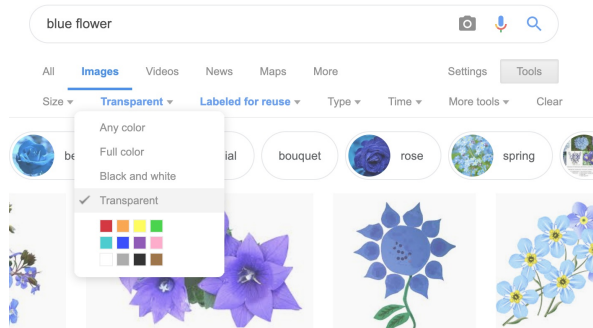 blue flower
All Images Videos News Maps More Settings Tools
Size Transparent Labeled for reuse Type Time More tools Clear
Any color
Full color
Black and white
Transparent
bouquet rose spring